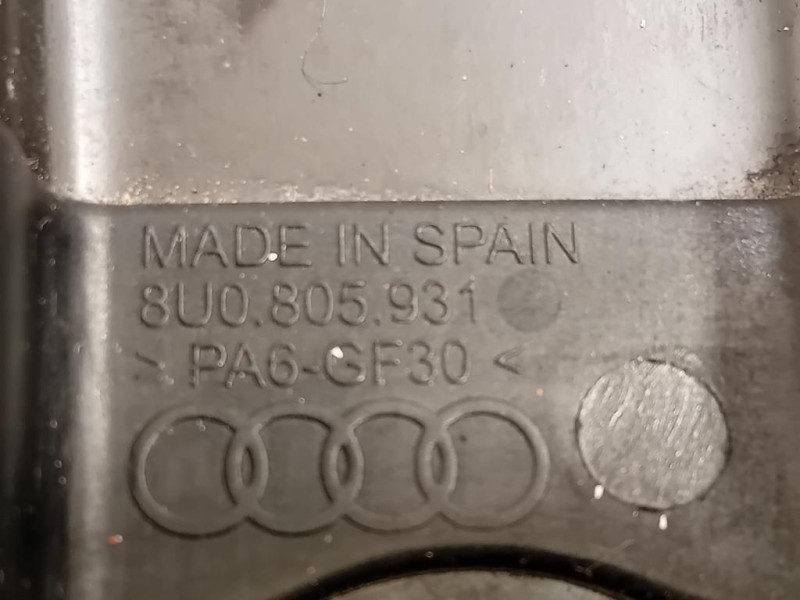 MADE IN SPAIN
8U0.805.931
> PA6-GF30 <